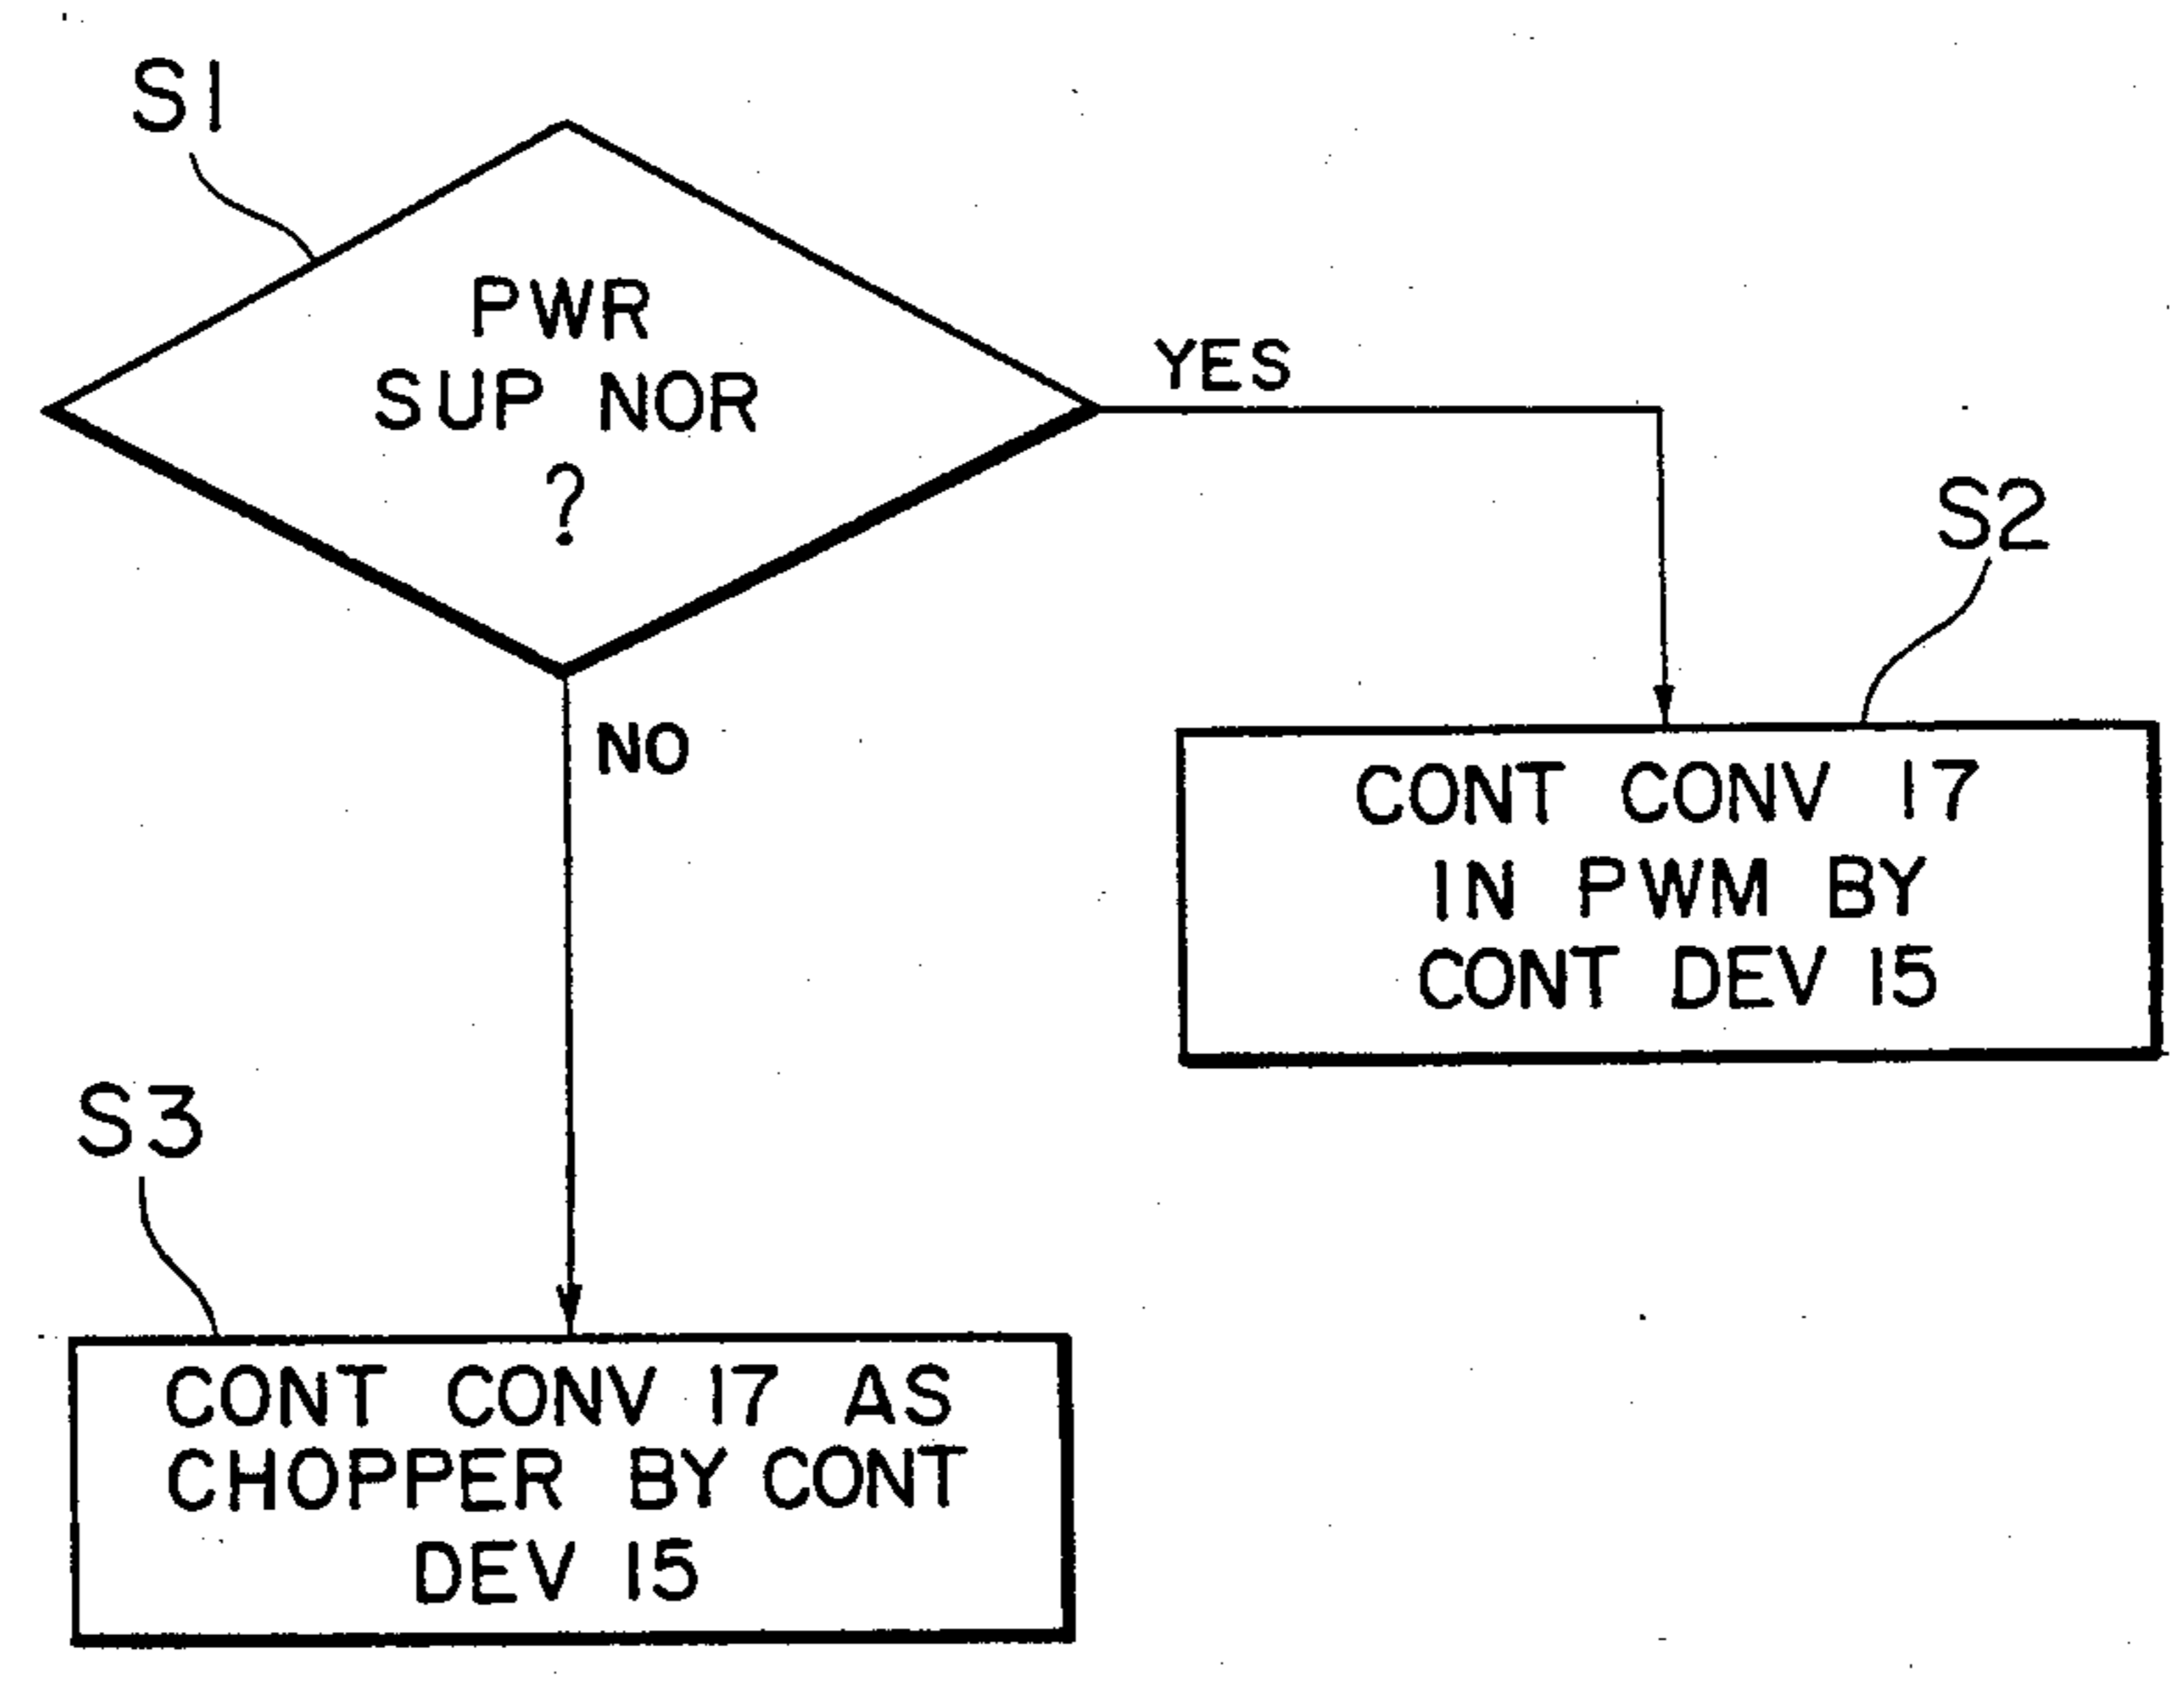 S1
PWR
SUP NOR
?
YES
S2
NO
CONT CONV 17
IN PWM BY
CONT DEV 15
S3
CONT CONV 17 AS
CHOPPER BY CONT
DEV 15